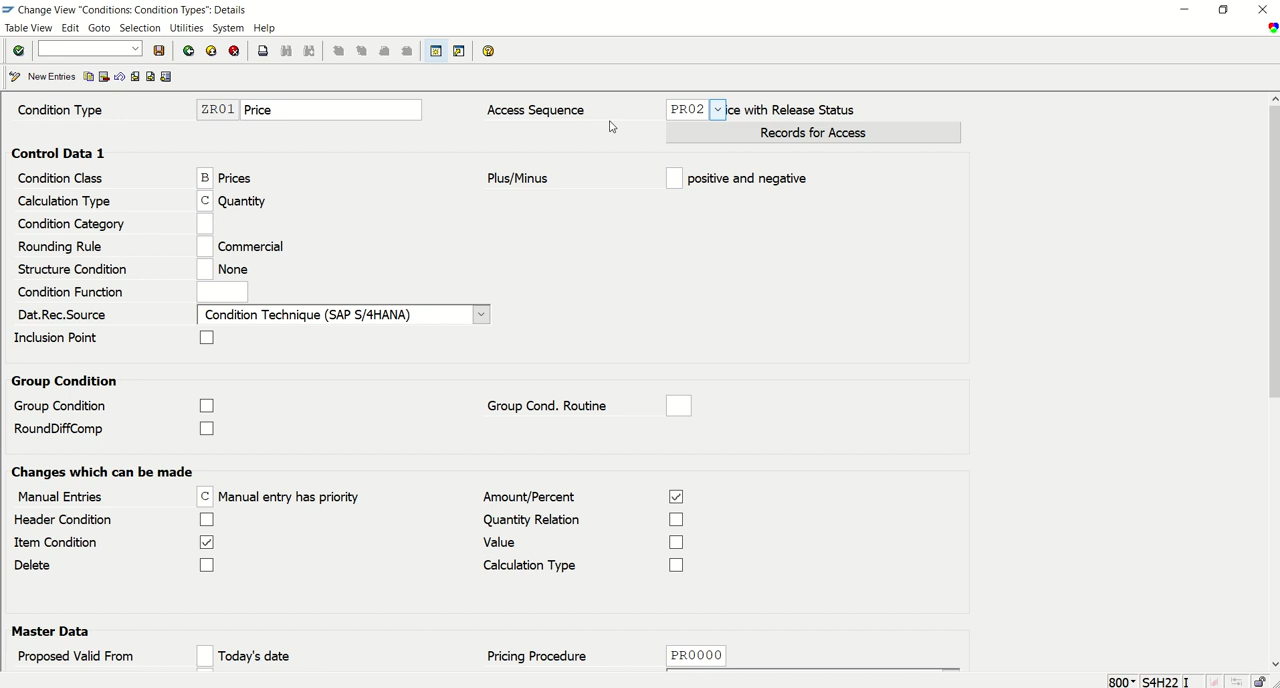 Change View "Conditions: Condition Types": Details
Table View Edit Goto Selection Utilities System Help
New Entries
Condition Type ZR01 Price Access Sequence PR02 ice with Release Status
Records for Access
Control Data 1
Condition Class B Prices Plus/Minus positive and negative
Calculation Type C Quantity
Condition Category
Rounding Rule Commercial
Structure Condition None
Condition Function
Dat.Rec.Source Condition Technique (SAP S/4HANA)
Inclusion Point
Group Condition
Group Condition Group Cond. Routine
RoundDiffComp
Changes which can be made
Manual Entries C Manual entry has priority Amount/Percent
Header Condition Quantity Relation
Item Condition Value
Delete Calculation Type
Master Data
Proposed Valid From Today's date Pricing Procedure PR0000
800 S4H22 I